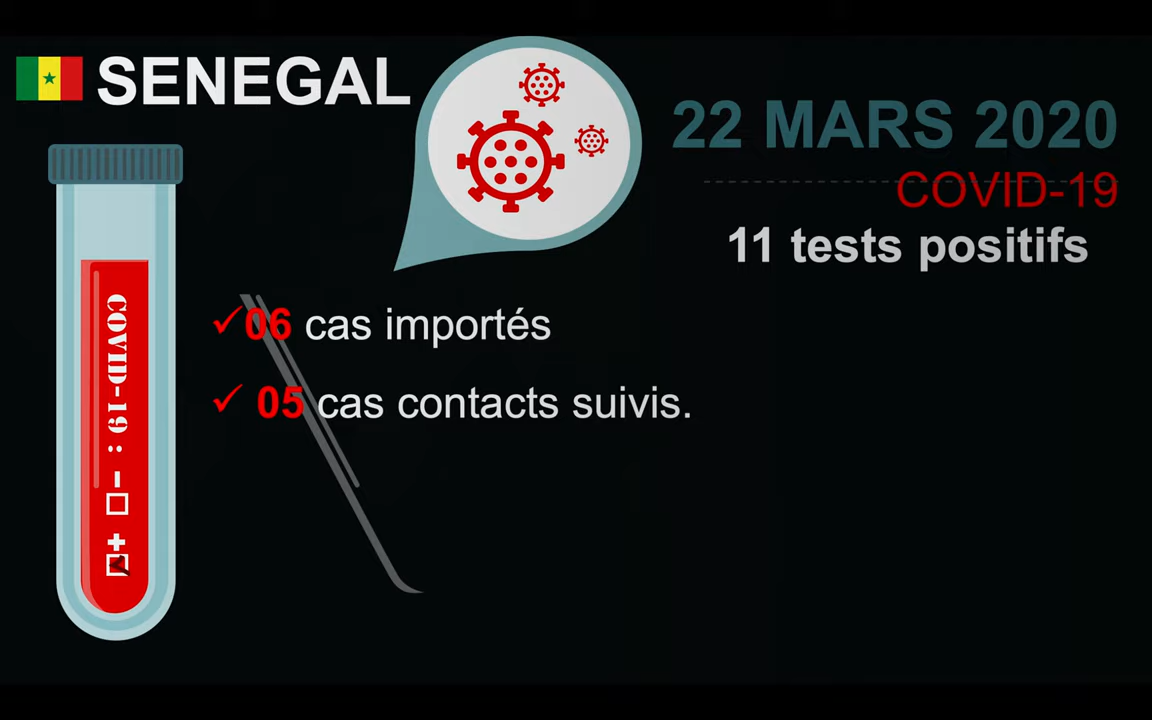 SENEGAL
22 MARS 2020
COVID-19
11 tests positifs
06 cas importés
05 cas contacts suivis.
COVID-19 : - +